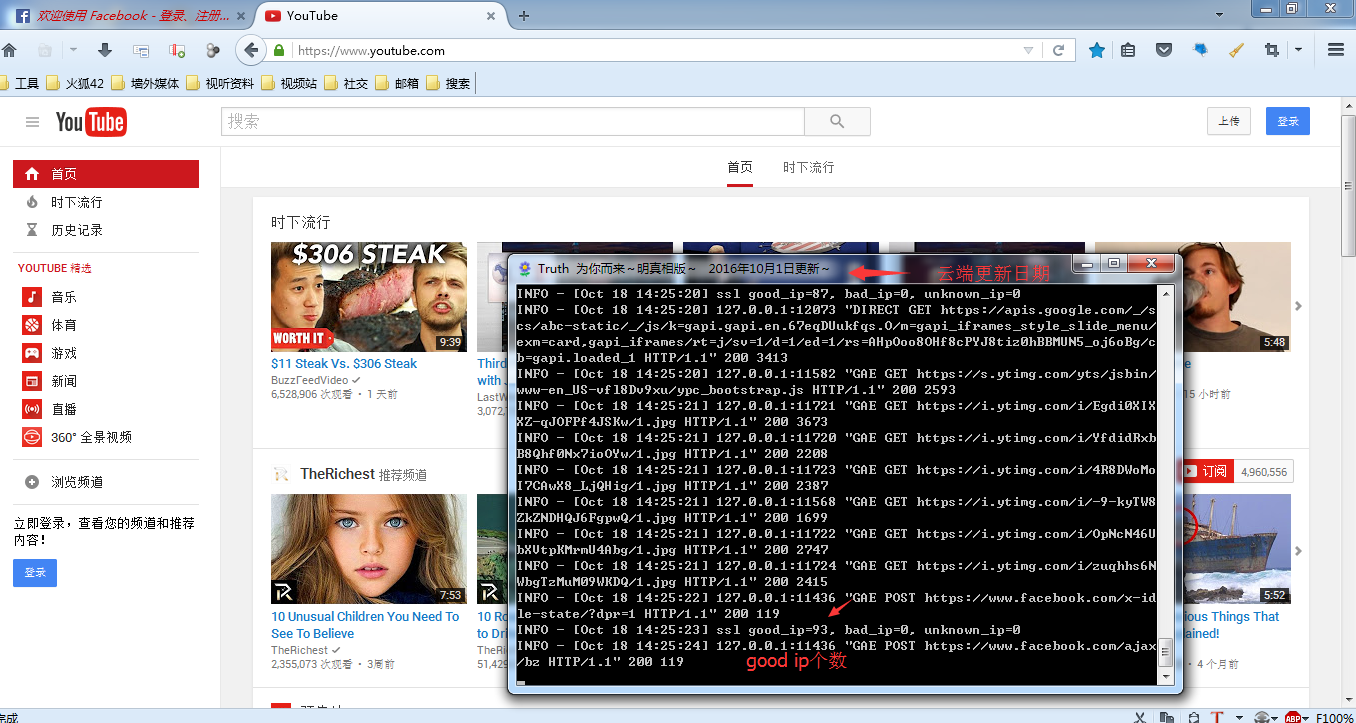 欢迎使用 Facebook - 登录、注册...
YouTube
https://www.youtube.com
工具 火狐42 墙外媒体 视听资料 视频站 社交 邮箱 搜索
YouTube
搜索
上传
登录
首页
时下流行
历史记录
YOUTUBE 精选
音乐
体育
游戏
新闻
直播
360° 全景视频
浏览频道
立即登录，查看您的频道和推荐
内容！
登录
首页 时下流行
时下流行
$306 STEAK
WORTH IT
9:39
$11 Steak Vs. $306 Steak
BuzzFeedVideo
6,528,906 次观看 • 1 天前
Third
with
LastW
3,072,
5:48
15 小时前
TheRichest 推荐频道
订阅 4,960,556
7:53
10 Unusual Children You Need To
See To Believe
TheRichest
2,355,073 次观看 • 3周前
10 Ro
to Dri
TheRi
51,429
5:52
ious Things That
ained!
• 4 个月前
Truth 为你而来～明真相版～ 2016年10月1日更新～
云端更新日期
INFO - [Oct 18 14:25:20] ssl good_ip=87, bad_ip=0, unknown_ip=0
INFO - [Oct 18 14:25:20] 127.0.0.1:12073 "DIRECT GET https://apis.google.com/_/s
cs/abc-static/_/js/k=gapi.gapi.en.67eqDUukfqs.O/m=gapi_iframes_style_slide_menu/
exm=card,gapi_iframes/rt=j/sv=1/d=1/ed=1/rs=AHpOoo8OHf8cPYJ8tiz0hBBMUN5_oj6oBg/c
b=gapi.loaded_1 HTTP/1.1" 200 3413
INFO - [Oct 18 14:25:20] 127.0.0.1:11582 "GAE GET https://s.ytimg.com/yts/jsbin/
www-en_US-vfl8Dv9xu/ypc_bootstrap.js HTTP/1.1" 200 2593
INFO - [Oct 18 14:25:21] 127.0.0.1:11721 "GAE GET https://i.ytimg.com/i/Egdi0XIX
XZ-qJOFPf4JSKw/1.jpg HTTP/1.1" 200 3673
INFO - [Oct 18 14:25:21] 127.0.0.1:11720 "GAE GET https://i.ytimg.com/i/YfdidRxb
B8Qhf0Nx7ioOYw/1.jpg HTTP/1.1" 200 2208
INFO - [Oct 18 14:25:21] 127.0.0.1:11723 "GAE GET https://i.ytimg.com/i/4R8DWoMo
I7CAwX8_LjQHig/1.jpg HTTP/1.1" 200 2387
INFO - [Oct 18 14:25:21] 127.0.0.1:11568 "GAE GET https://i.ytimg.com/i/-9-kyTW8
ZkZNDHQJ6FgpwQ/1.jpg HTTP/1.1" 200 1699
INFO - [Oct 18 14:25:21] 127.0.0.1:11722 "GAE GET https://i.ytimg.com/i/OpNcN46U
bXVtpKMrmU4Abg/1.jpg HTTP/1.1" 200 2747
INFO - [Oct 18 14:25:21] 127.0.0.1:11724 "GAE GET https://i.ytimg.com/i/zuqhhs6N
WbgTzMuM09WKDQ/1.jpg HTTP/1.1" 200 2415
INFO - [Oct 18 14:25:22] 127.0.0.1:11436 "GAE POST https://www.facebook.com/x-id
le-state/?dpr=1 HTTP/1.1" 200 119
INFO - [Oct 18 14:25:23] ssl good_ip=93, bad_ip=0, unknown_ip=0
INFO - [Oct 18 14:25:24] 127.0.0.1:11436 "GAE POST https://www.facebook.com/ajax
/bz HTTP/1.1" 200 119
good ip个数
完成
ABP
F100%